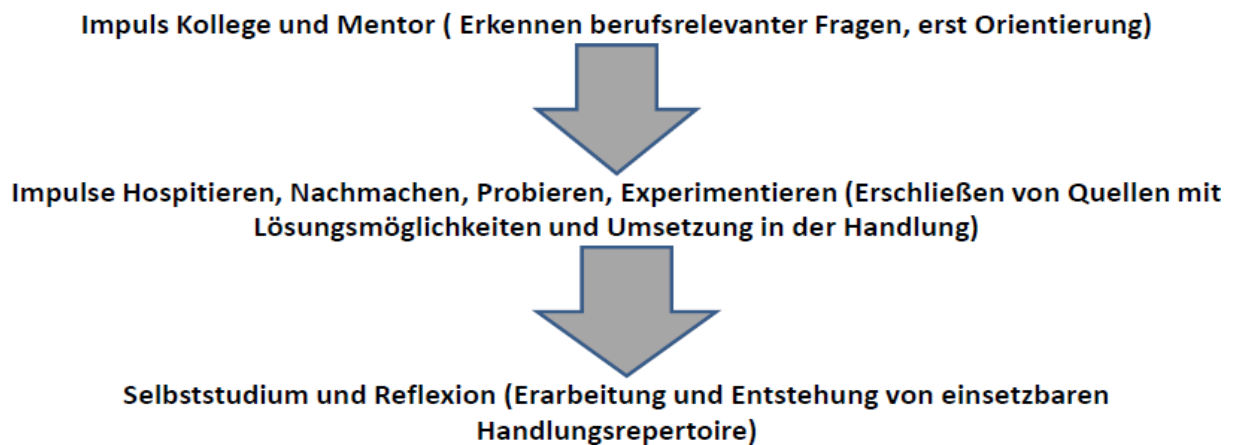 Impuls Kollege und Mentor ( Erkennen berufsrelevanter Fragen, erst Orientierung)
Impulse Hospitieren, Nachmachen, Probieren, Experimentieren (Erschließen von Quellen mit
Lösungsmöglichkeiten und Umsetzung in der Handlung)
Selbststudium und Reflexion (Erarbeitung und Entstehung von einsetzbaren
Handlungsrepertoire)